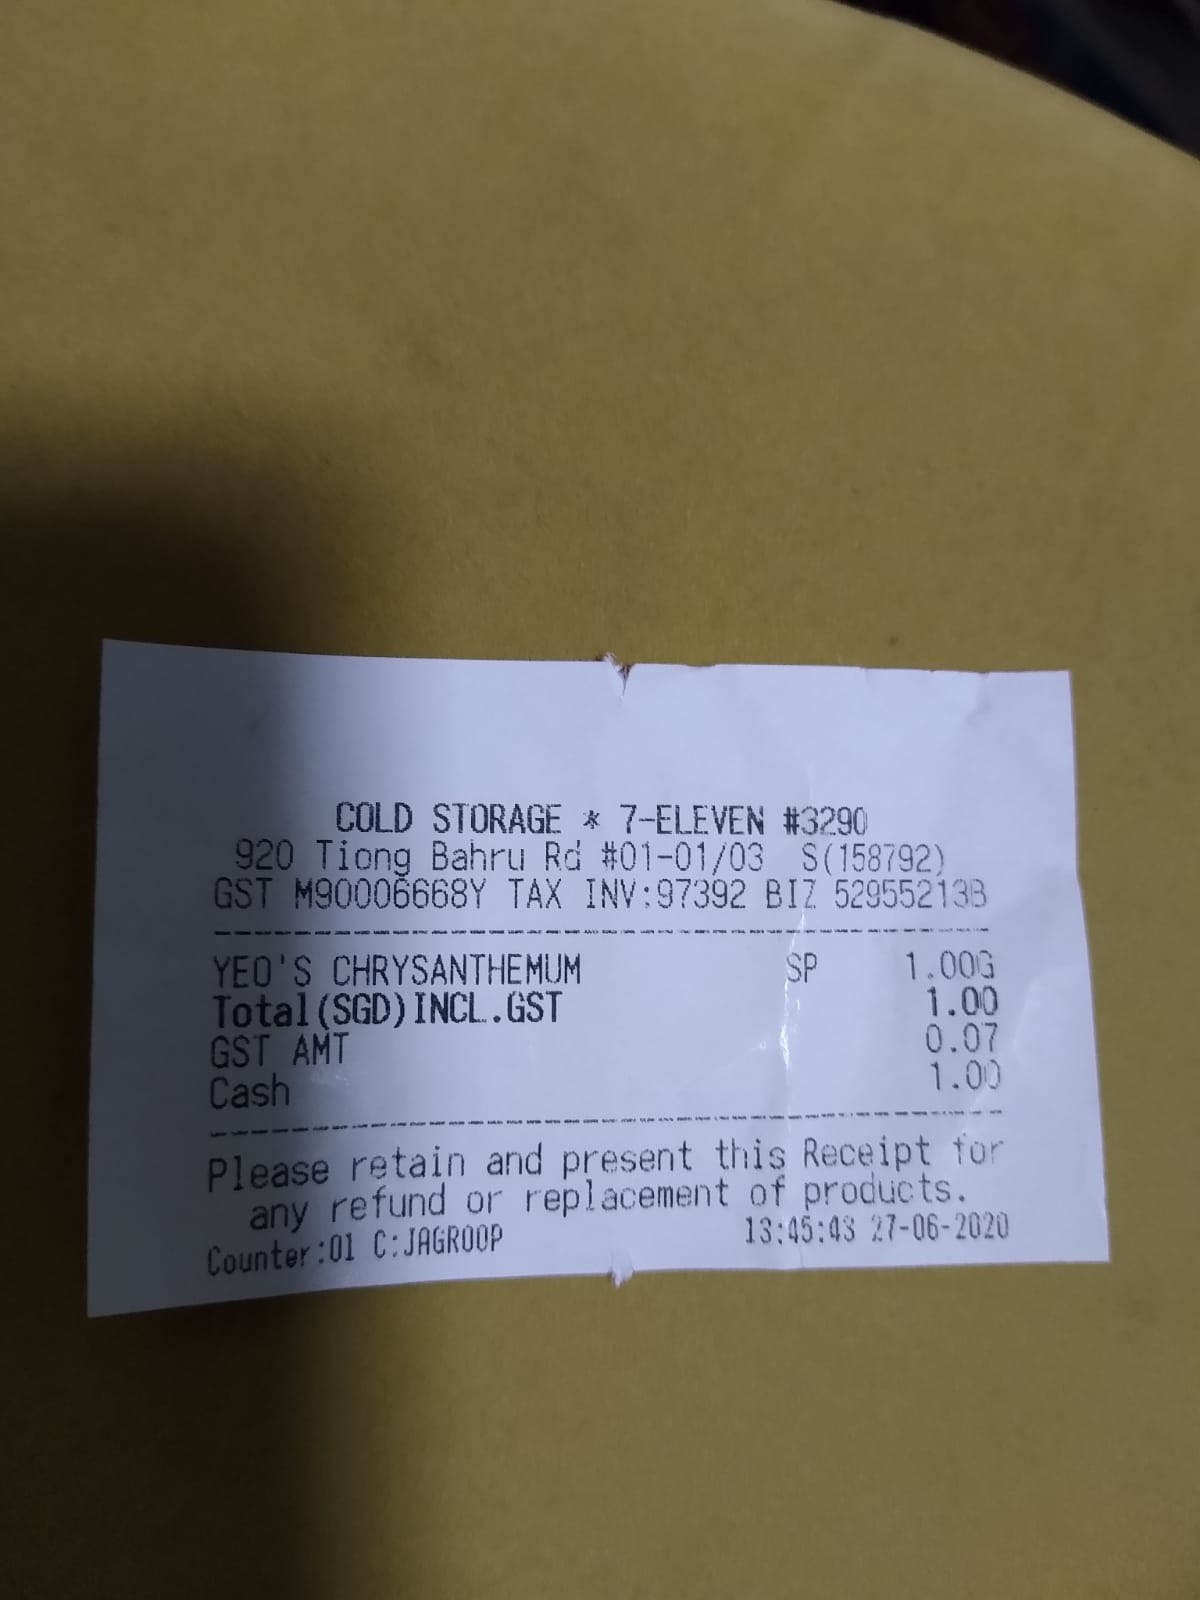 COLD STORAGE * 7-ELEVEN #3290
920 Tiong Bahru Rd #01-01/03 S(158792)
GST M90006668Y TAX INV:97392 BIZ 52955213B
YEO'S CHRYSANTHEMUM SP 1.00G
Total(SGD)INCL.GST 1.00
GST AMT 0.07
Cash 1.00
Please retain and present this Receipt for
any refund or replacement of products.
Counter:01 C:JAGROOP 13:45:43 27-06-2020